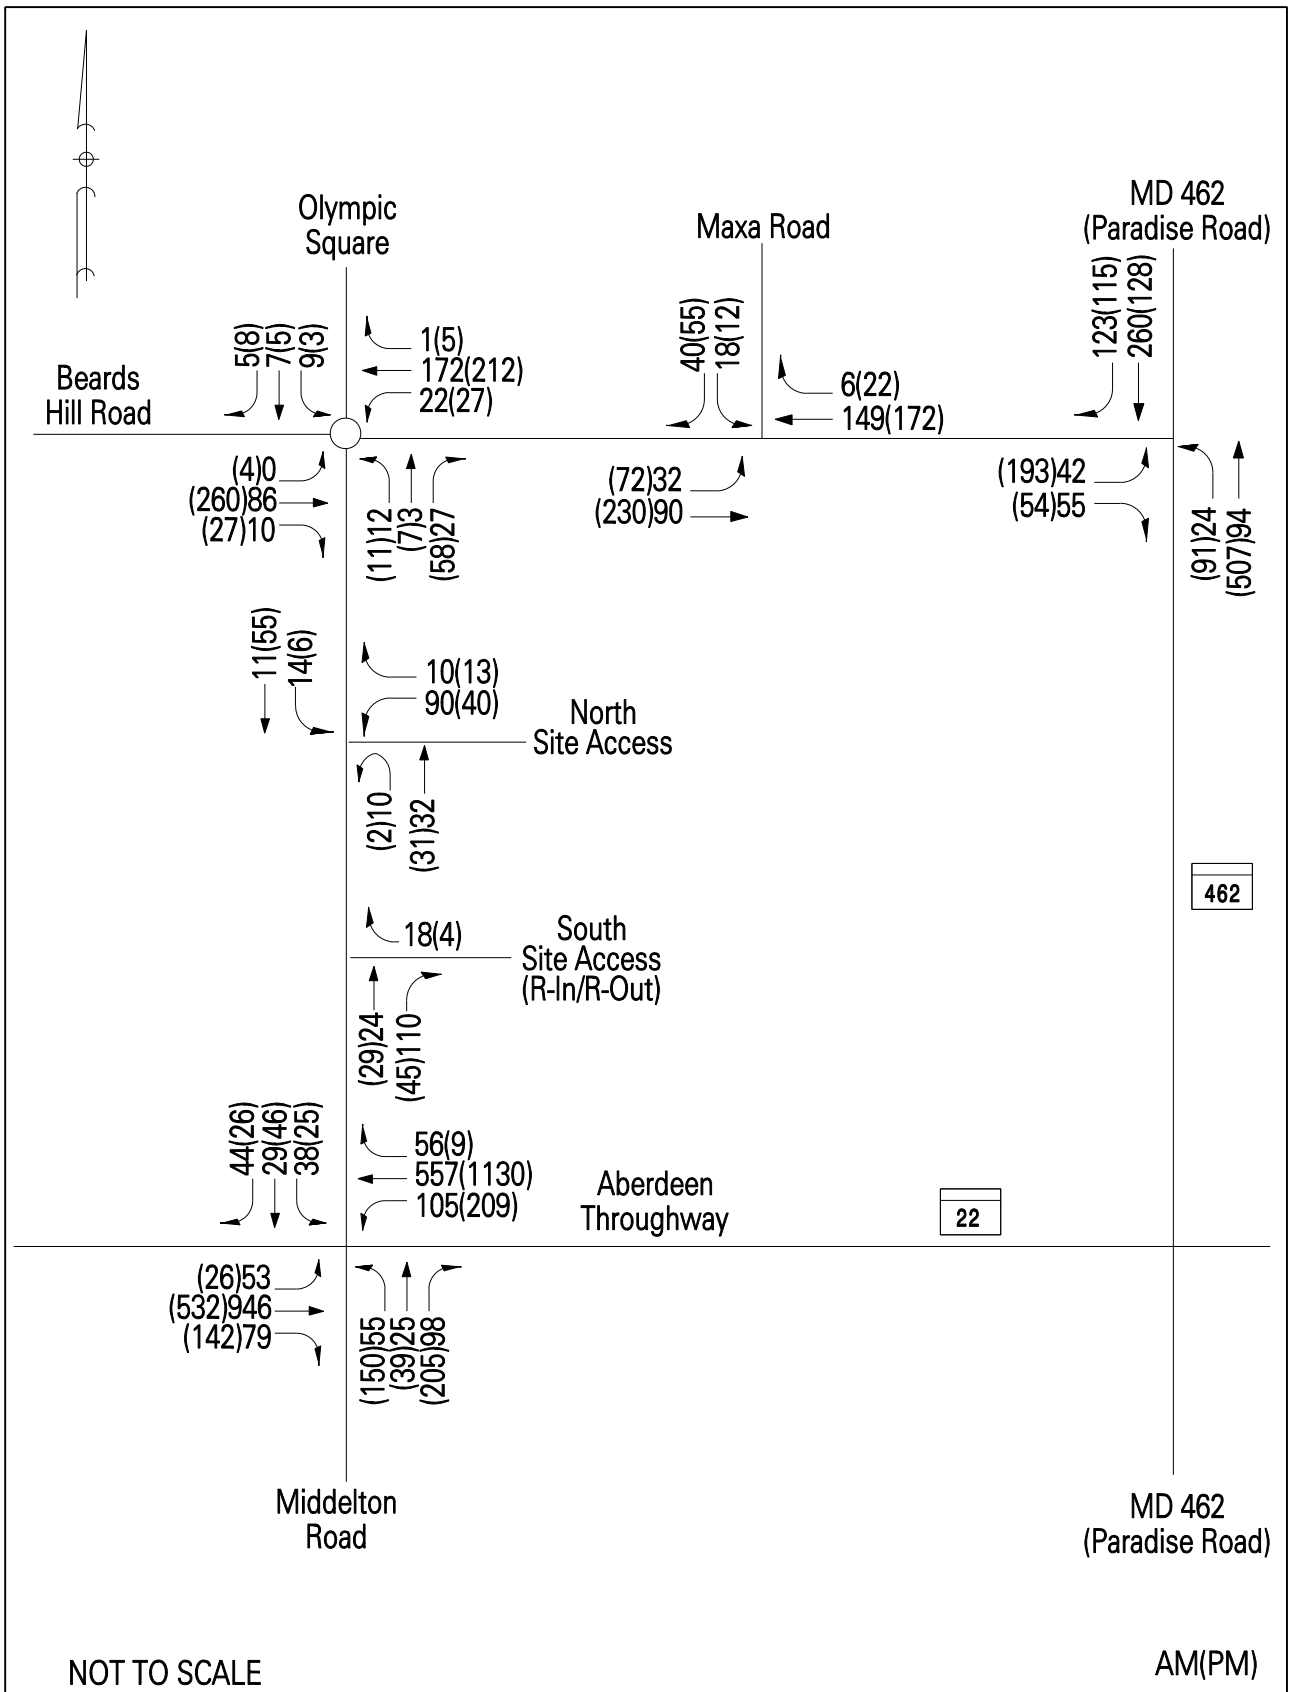 Olympic
Square
Maxa Road
MD 462
(Paradise Road)
Beards
Hill Road
5(8)
7(5)
9(3)
1(5)
172(212)
22(27)
40(55)
18(12)
6(22)
149(172)
123(115)
260(128)
(4)0
(260)86
(27)10
(11)12
(7)3
(58)27
(72)32
(230)90
(193)42
(54)55
(91)24
(507)94
11(55)
14(6)
10(13)
90(40)
North
Site Access
(2)10
(31)32
462
18(4)
South
Site Access
(R-In/R-Out)
(29)24
(45)110
44(26)
29(46)
38(25)
56(9)
557(1130)
105(209)
Aberdeen
Throughway
22
(26)53
(532)946
(142)79
(150)55
(39)25
(205)98
Middelton
Road
MD 462
(Paradise Road)
NOT TO SCALE
AM(PM)